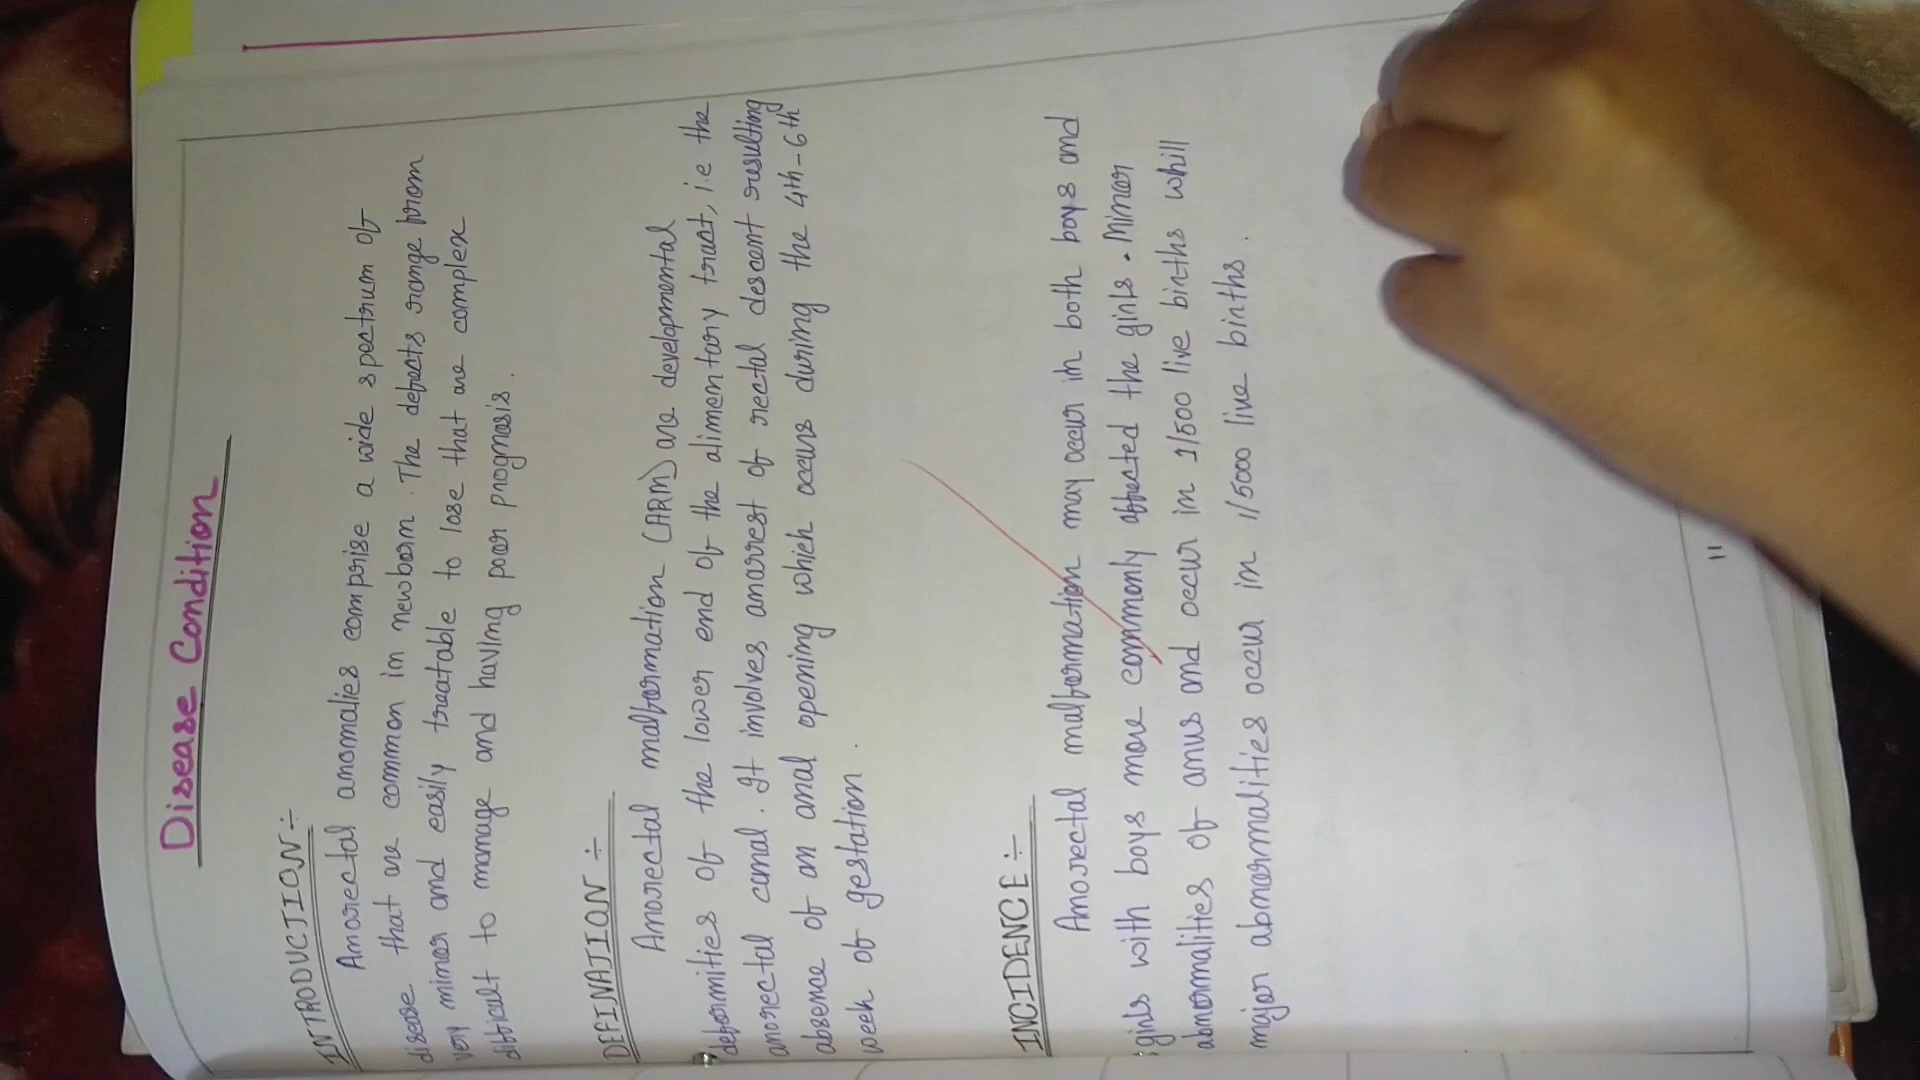 Disease Condition
INTRODUCTION ÷
Anorectal anomalies comprise a wide spectrum of
disease that are common in newborn. The defects range from
very minor and easily treatable to lose that are complex
difficult to manage and having poor prognosis.
DEFINATION ÷
Anorectal malformation (ARM) are developmental
deformities of the lower end of the alimentory tract, i.e the
anorectal canal. It involves anarrest of rectal descent resulting
absence of an anal opening which occurs during the 4th-6th
week of gestation.
INCIDENCE ÷
Anorectal malformation may occur in both boys and
girls with boys more commonly affected the girls. Minor
abnormalities of anus and occur in 1/500 live births whill
major abnormalities occur in 1/5000 live births.
11